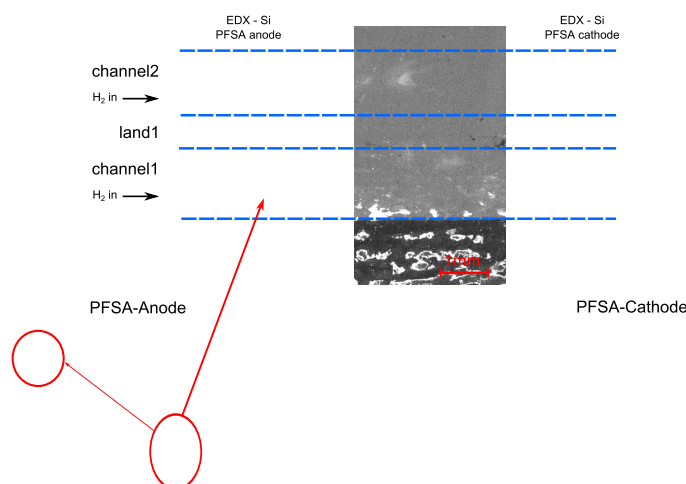 EDX - Si
PFSA anode
EDX - Si
PFSA cathode
channel2
H2 in
land1
channel1
H2 in
1mm
PFSA-Anode
PFSA-Cathode